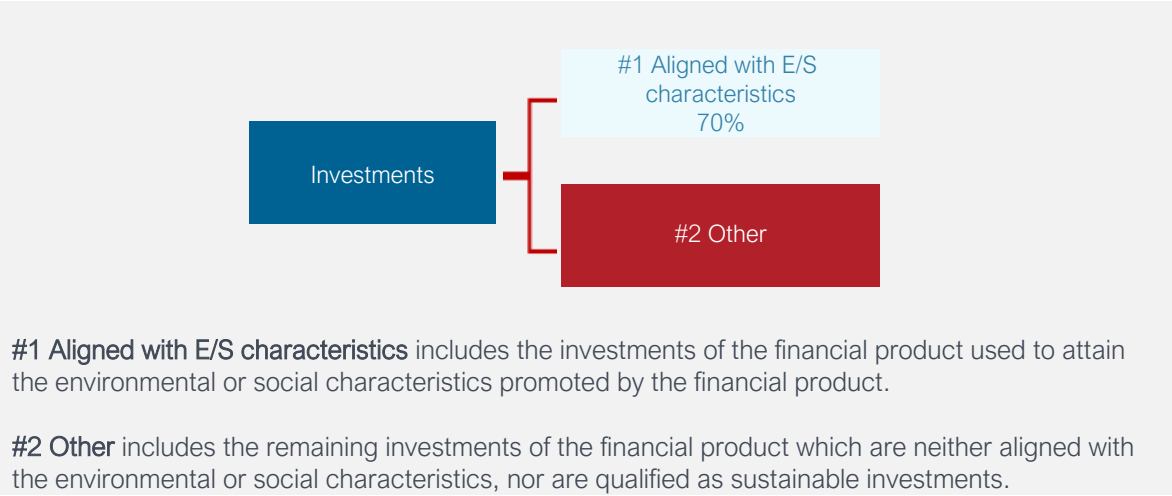 #1 Aligned with E/S
characteristics
70%
Investments
#2 Other
#1 Aligned with E/S characteristics includes the investments of the financial product used to attain
the environmental or social characteristics promoted by the financial product.
#2 Other includes the remaining investments of the financial product which are neither aligned with
the environmental or social characteristics, nor are qualified as sustainable investments.